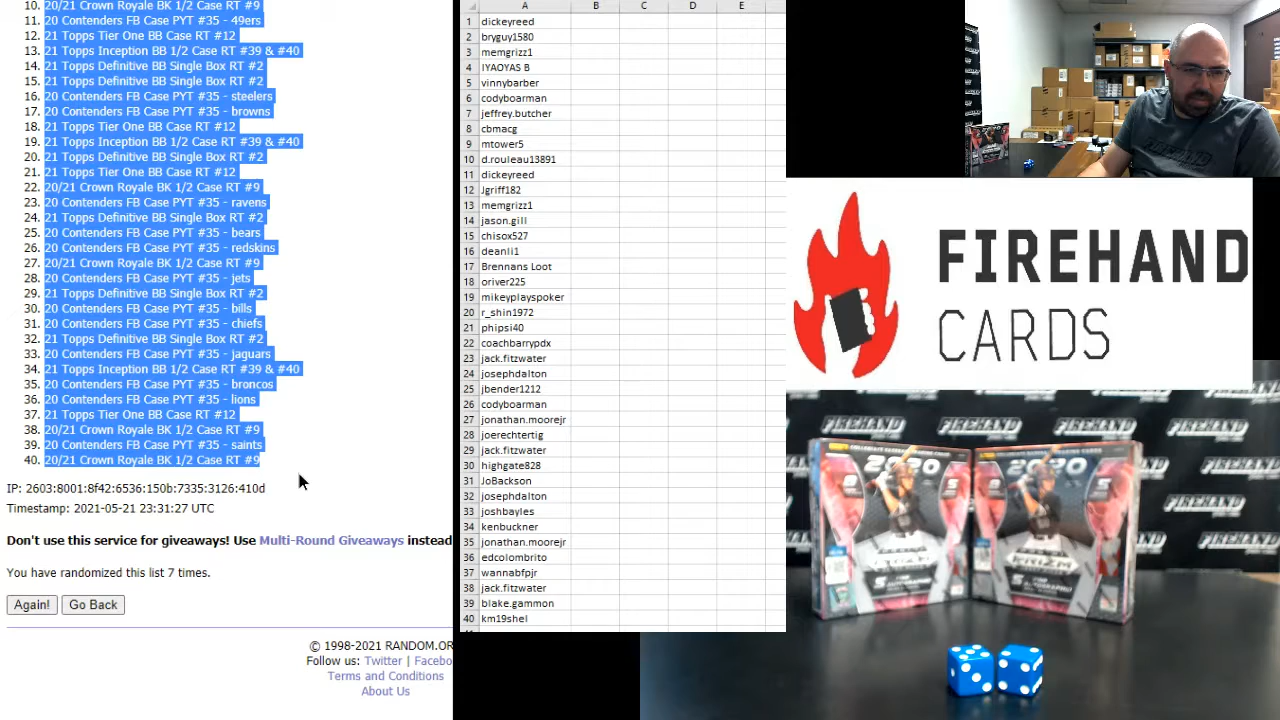 10. 20/21 Crown Royale BK 1/2 Case RT #9
11. 20 Contenders FB Case PYT #35 - 49ers
12. 21 Topps Tier One BB Case RT #12
13. 21 Topps Inception BB 1/2 Case RT #39 & #40
14. 21 Topps Definitive BB Single Box RT #2
15. 21 Topps Definitive BB Single Box RT #2
16. 20 Contenders FB Case PYT #35 - steelers
17. 20 Contenders FB Case PYT #35 - browns
18. 21 Topps Tier One BB Case RT #12
19. 21 Topps Inception BB 1/2 Case RT #39 & #40
20. 21 Topps Definitive BB Single Box RT #2
21. 21 Topps Tier One BB Case RT #12
22. 20/21 Crown Royale BK 1/2 Case RT #9
23. 20 Contenders FB Case PYT #35 - ravens
24. 21 Topps Definitive BB Single Box RT #2
25. 20 Contenders FB Case PYT #35 - bears
26. 20 Contenders FB Case PYT #35 - redskins
27. 20/21 Crown Royale BK 1/2 Case RT #9
28. 20 Contenders FB Case PYT #35 - jets
29. 21 Topps Definitive BB Single Box RT #2
30. 20 Contenders FB Case PYT #35 - bills
31. 20 Contenders FB Case PYT #35 - chiefs
32. 21 Topps Definitive BB Single Box RT #2
33. 20 Contenders FB Case PYT #35 - jaguars
34. 21 Topps Inception BB 1/2 Case RT #39 & #40
35. 20 Contenders FB Case PYT #35 - broncos
36. 20 Contenders FB Case PYT #35 - lions
37. 21 Topps Tier One BB Case RT #12
38. 20/21 Crown Royale BK 1/2 Case RT #9
39. 20 Contenders FB Case PYT #35 - saints
40. 20/21 Crown Royale BK 1/2 Case RT #9
IP: 2603:8001:8f42:6536:150b:7335:3126:410d
Timestamp: 2021-05-21 23:31:27 UTC
Don't use this service for giveaways! Use Multi-Round Giveaways instead
You have randomized this list 7 times.
Again! Go Back
© 1998-2021 RANDOM.OR
Follow us: Twitter | Facebo
Terms and Conditions
About Us
A B C D E
1 dickeyreed
2 bryguy1580
3 memgrizz1
4 IYAOYAS B
5 vinnybarber
6 codyboarman
7 jeffrey.butcher
8 cbmacg
9 mtower5
10 d.rouleau13891
11 dickeyreed
12 Jgriff182
13 memgrizz1
14 jason.gill
15 chisox527
16 deanli1
17 Brennans Loot
18 oriver225
19 mikeyplayspoker
20 r_shin1972
21 phipsi40
22 coachbarrypdx
23 jack.fitzwater
24 josephdalton
25 jbender1212
26 codyboarman
27 jonathan.moorejr
28 joerechtertig
29 jack.fitzwater
30 highgate828
31 JoBackson
32 josephdalton
33 joshbayles
34 kenbuckner
35 jonathan.moorejr
36 edcolombrito
37 wannabfpjr
38 jack.fitzwater
39 blake.gammon
40 km19shel
FIREHAND
CARDS
FIREHAND
2020
2020
PRIZM
PRIZM